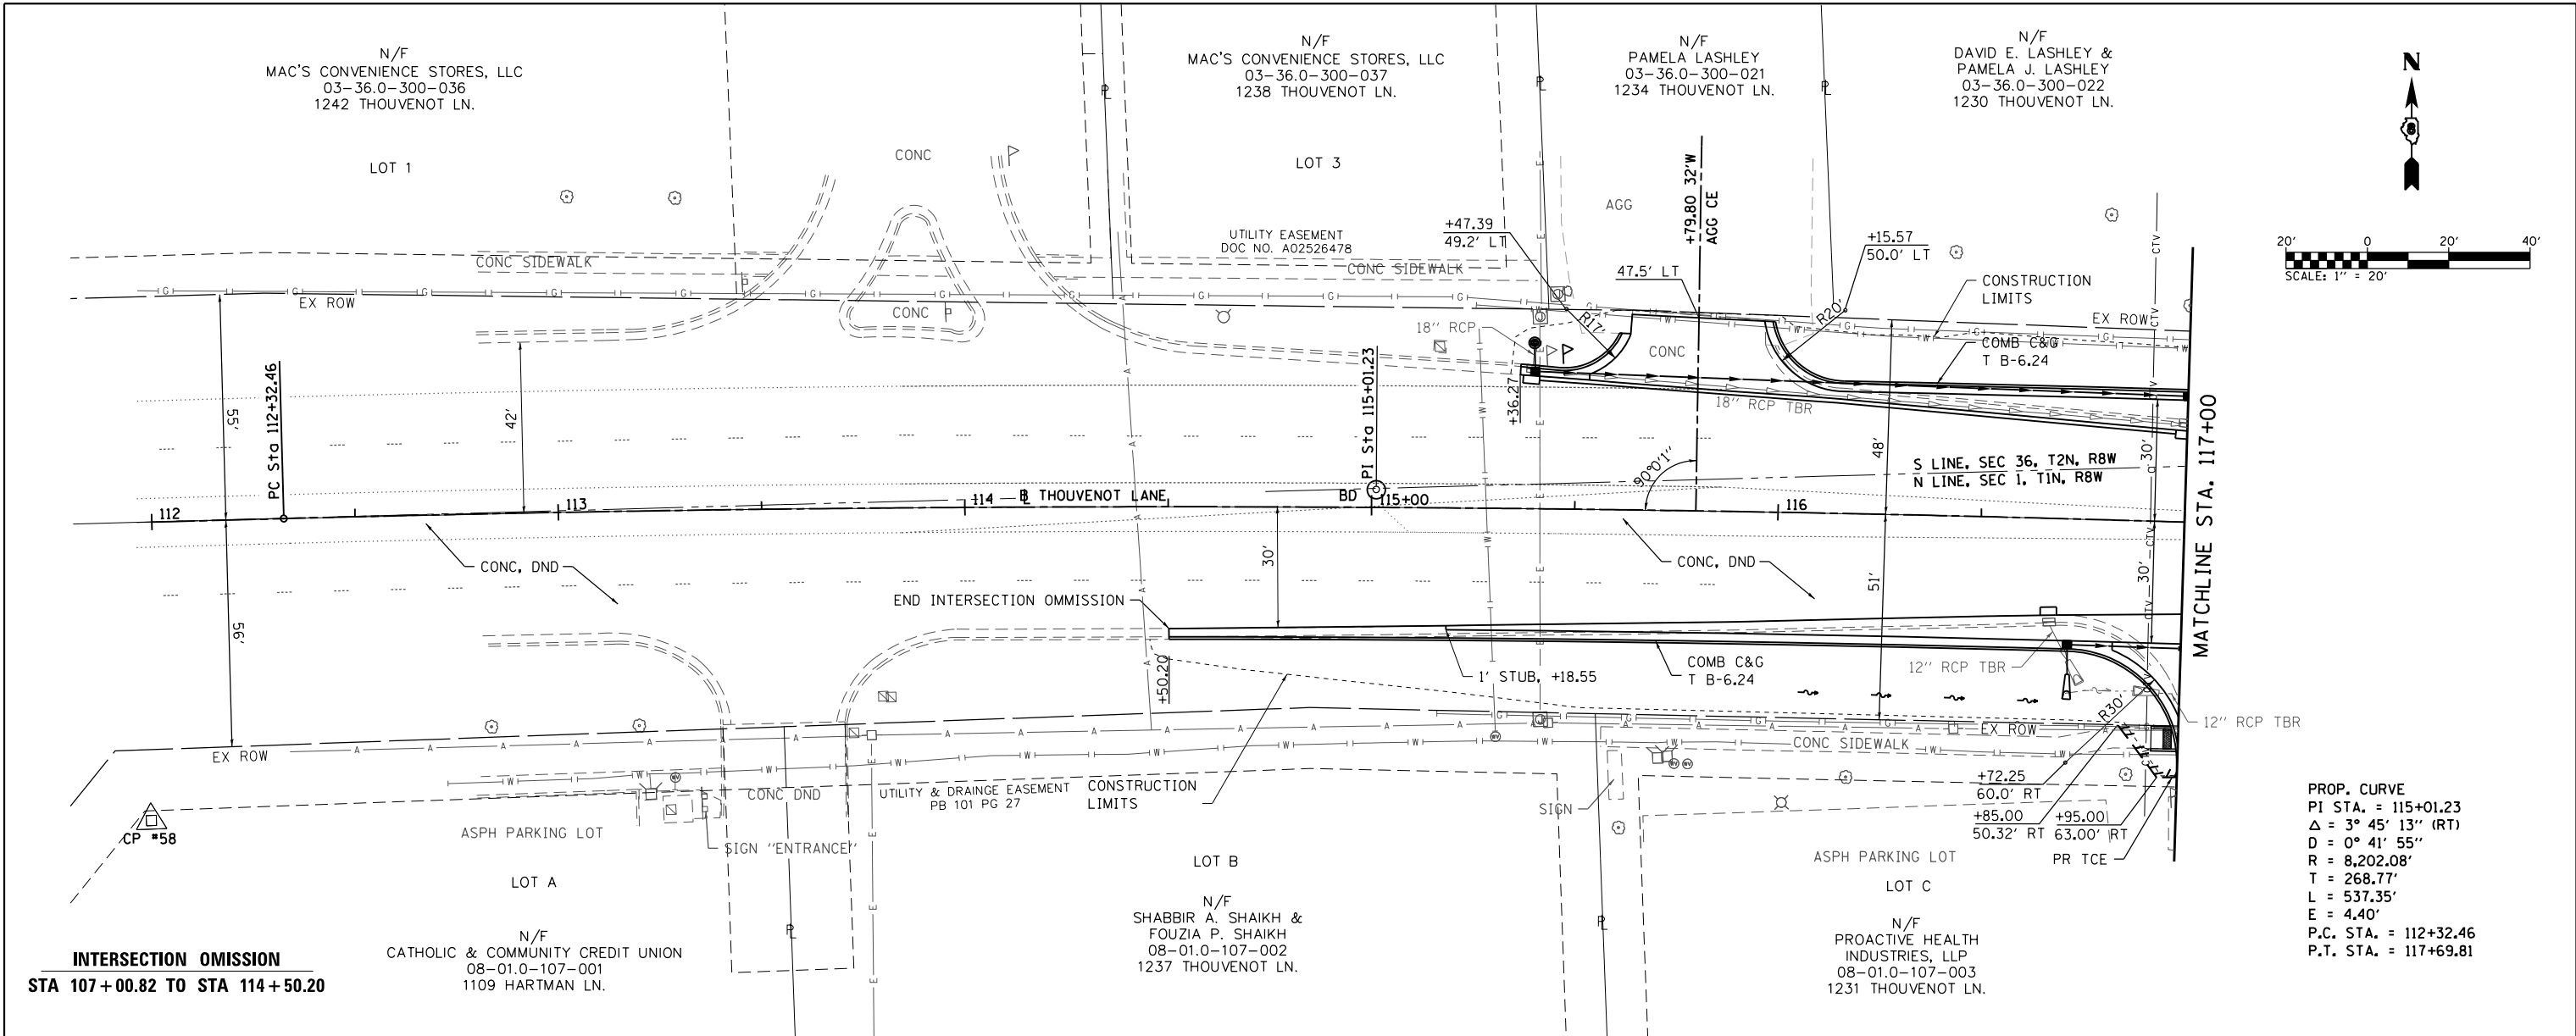 N/F
MAC'S CONVENIENCE STORES, LLC
03-36.0-300-036
1242 THOUVENOT LN.
LOT 1
N/F
MAC'S CONVENIENCE STORES, LLC
03-36.0-300-037
1238 THOUVENOT LN.
LOT 3
N/F
PAMELA LASHLEY
03-36.0-300-021
1234 THOUVENOT LN.
N/F
DAVID E. LASHLEY &
PAMELA J. LASHLEY
03-36.0-300-022
1230 THOUVENOT LN.
N
20' 0 20' 40'
SCALE: 1" = 20'
CONC
CONC
CONC SIDEWALK
EX ROW
UTILITY EASEMENT
DOC NO. A02526478
CONC SIDEWALK
+47.39
49.2' LT
AGG
+79.80 32'W
AGG CE
47.5' LT
+15.57
50.0' LT
CONSTRUCTION
LIMITS
EX ROW
R17'
R20'
18" RCP
CONC
COMB C&G
T B-6.24
18" RCP TBR
+36.27
55'
PC Sta 112+32.46
42'
PI Sta 115+01.23
90°0'1"
48'
30'
S LINE, SEC 36, T2N, R8W
N LINE, SEC 1, T1N, R8W
MATCHLINE STA. 117+00
112
113
114
BL THOUVENOT LANE
BD
115+00
116
CONC, DND
CONC, DND
56'
30'
51'
30'
END INTERSECTION OMMISSION
+50.20
1' STUB, +18.55
COMB C&G
T B-6.24
12" RCP TBR
12" RCP TBR
R30'
EX ROW
EX ROW
CONC SIDEWALK
CP #58
ASPH PARKING LOT
CONC DND
SIGN "ENTRANCE"
UTILITY & DRAINGE EASEMENT
PB 101 PG 27
CONSTRUCTION
LIMITS
SIGN
+72.25
60.0' RT
+85.00
50.32' RT
+95.00
63.00' RT
PR TCE
ASPH PARKING LOT
LOT A
N/F
CATHOLIC & COMMUNITY CREDIT UNION
08-01.0-107-001
1109 HARTMAN LN.
LOT B
N/F
SHABBIR A. SHAIKH &
FOUZIA P. SHAIKH
08-01.0-107-002
1237 THOUVENOT LN.
LOT C
N/F
PROACTIVE HEALTH
INDUSTRIES, LLP
08-01.0-107-003
1231 THOUVENOT LN.
INTERSECTION OMISSION
STA 107+00.82 TO STA 114+50.20
PROP. CURVE
PI STA. = 115+01.23
Δ = 3° 45' 13" (RT)
D = 0° 41' 55"
R = 8,202.08'
T = 268.77'
L = 537.35'
E = 4.40'
P.C. STA. = 112+32.46
P.T. STA. = 117+69.81